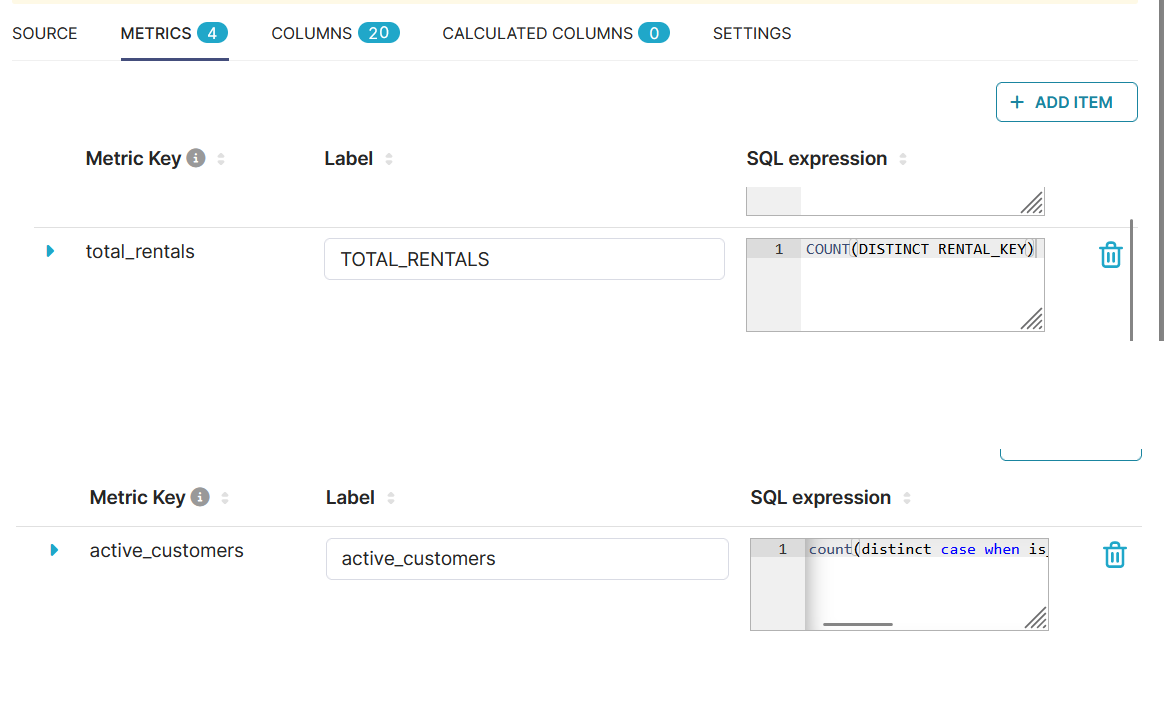 SOURCE METRICS 4 COLUMNS 20 CALCULATED COLUMNS 0 SETTINGS
+ ADD ITEM
Metric Key Label SQL expression
total_rentals TOTAL_RENTALS 1 COUNT(DISTINCT RENTAL_KEY)
Metric Key Label SQL expression
active_customers active_customers 1 count(distinct case when is_